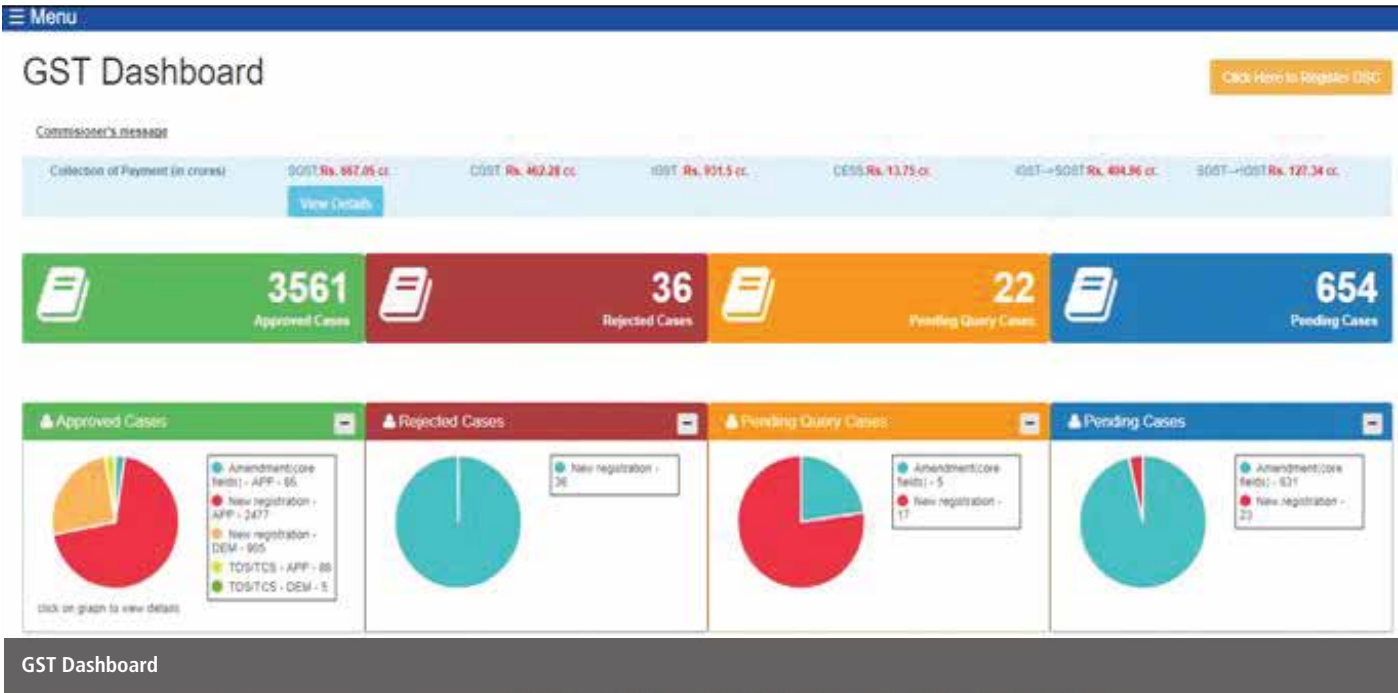 ☰ Menu
GST Dashboard
Click Here to Register DSC
Commisioner's message
Collection of Payment (in crores)
SGST:Rs. 667.05 cr.
CGST: Rs. 462.28 cr.
IGST: Rs. 931.5 cr.
CESS:Rs. 13.75 cr.
IGST-->SGST:Rs. 404.96 cr.
SGST-->IGST:Rs. 127.34 cr.
View Details
3561
Approved Cases
36
Rejected Cases
22
Pending Query Cases
654
Pending Cases
Approved Cases
Amendment(core
fields) - APP - 86
New registration -
APP - 2477
New registration -
DEM - 905
TDS/TCS - APP - 88
TDS/TCS - DEM - 5
click on graph to view details
Rejected Cases
New registration -
36
Pending Query Cases
Amendment(core
fields) - 5
New registration -
17
Pending Cases
Amendment(core
fields) - 631
New registration -
23
GST Dashboard